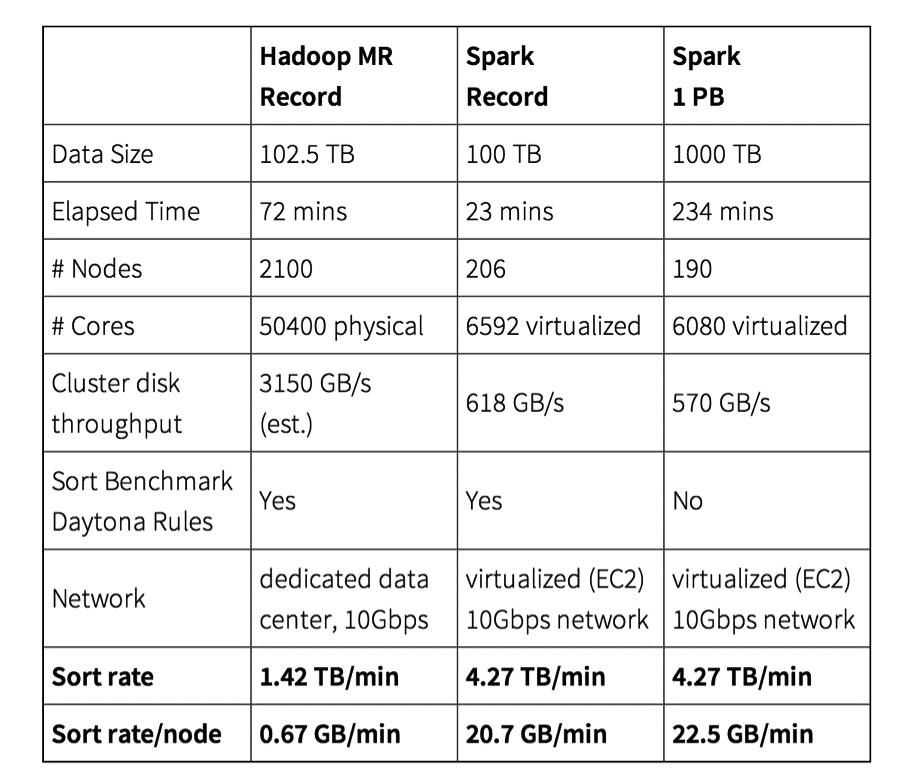 Hadoop MR Record Spark Record Spark 1 PB
Data Size 102.5 TB 100 TB 1000 TB
Elapsed Time 72 mins 23 mins 234 mins
# Nodes 2100 206 190
# Cores 50400 physical 6592 virtualized 6080 virtualized
Cluster disk throughput 3150 GB/s (est.) 618 GB/s 570 GB/s
Sort Benchmark Daytona Rules Yes Yes No
Network dedicated data center, 10Gbps virtualized (EC2) 10Gbps network virtualized (EC2) 10Gbps network
Sort rate 1.42 TB/min 4.27 TB/min 4.27 TB/min
Sort rate/node 0.67 GB/min 20.7 GB/min 22.5 GB/min